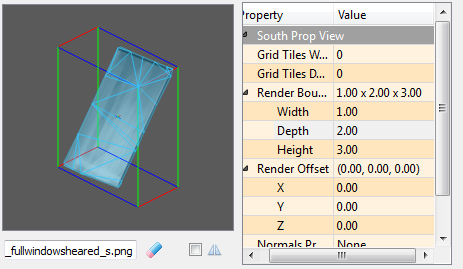 Property Value
South Prop View
Grid Tiles W... 0
Grid Tiles D... 0
Render Bou... 1.00 x 2.00 x 3.00
Width 1.00
Depth 2.00
Height 3.00
Render Offset (0.00, 0.00, 0.00)
X 0.00
Y 0.00
Z 0.00
Normals Pr... None
_fullwindowsheared_s.png